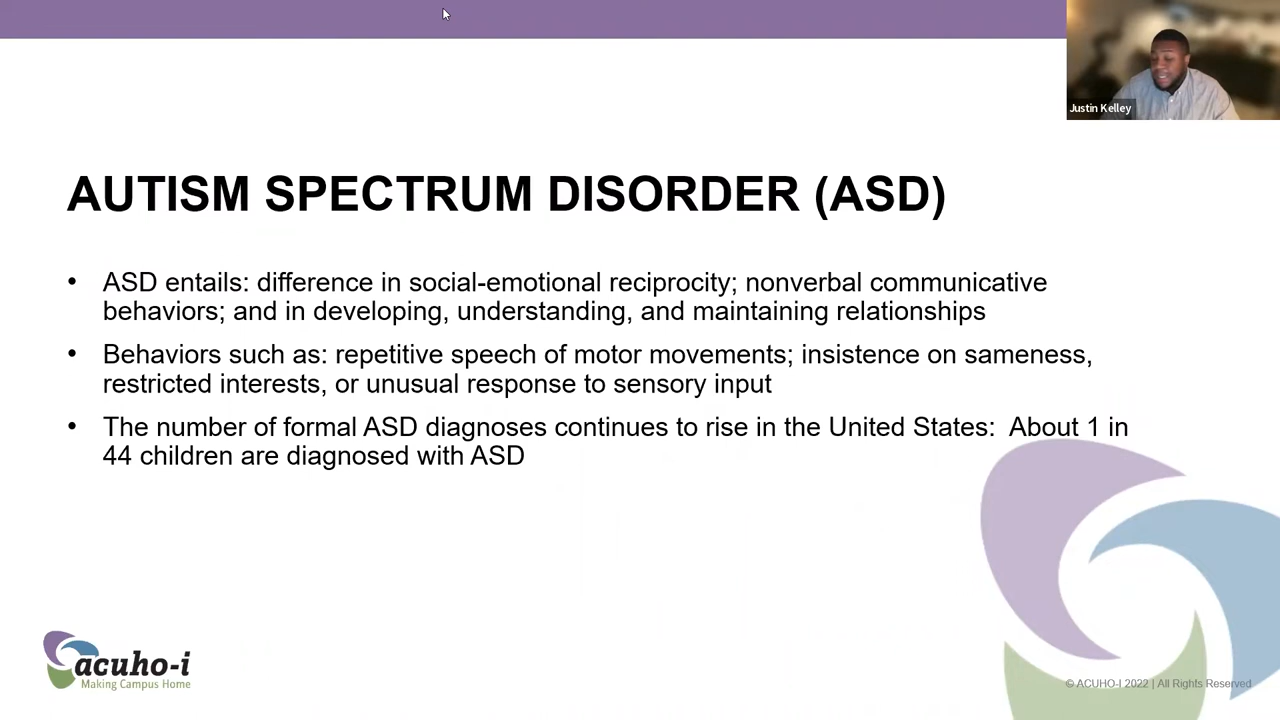 Justin Kelley
AUTISM SPECTRUM DISORDER (ASD)
• ASD entails: difference in social-emotional reciprocity; nonverbal communicative
behaviors; and in developing, understanding, and maintaining relationships
• Behaviors such as: repetitive speech of motor movements; insistence on sameness,
restricted interests, or unusual response to sensory input
• The number of formal ASD diagnoses continues to rise in the United States:  About 1 in
44 children are diagnosed with ASD
acuho-i
Making Campus Home
© ACUHO-I 2022 | All Rights Reserved